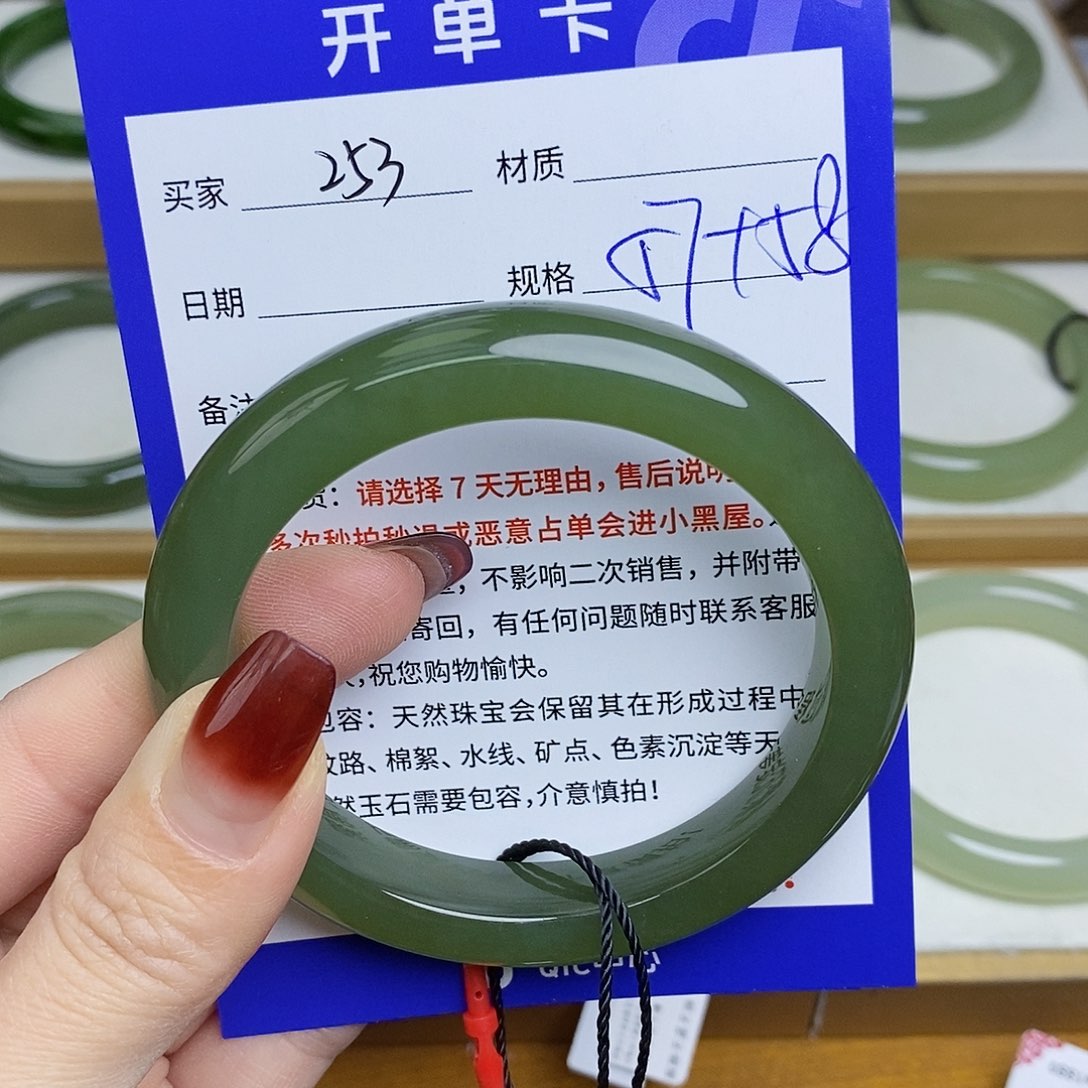 开单卡
买家 253 材质
日期 规格 57+58
备注
请选择7天无理由，售后说明
多次秒拍秒退或恶意占单会进小黑屋。
，不影响二次销售，并附带
寄回，有任何问题随时联系客服
，祝您购物愉快。
包容：天然珠宝会保留其在形成过程中
纹路、棉絮、水线、矿点、色素沉淀等天
然玉石需要包容，介意慎拍！